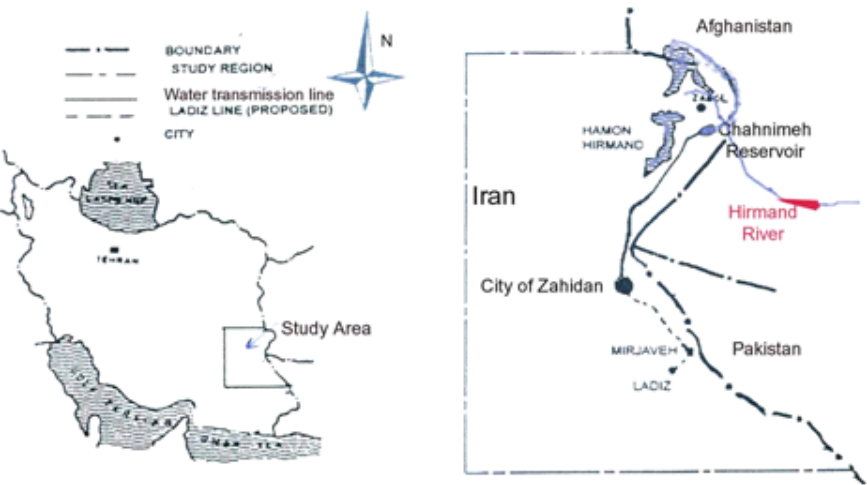 BOUNDARY
STUDY REGION
Water transmission line
LADIZ LINE (PROPOSED)
CITY
N
TEHRAN
Study Area
Afghanistan
ZABOL
HAMON
HIRMAND
Chahnimeh
Reservoir
Iran
Hirmand
River
City of Zahidan
MIRJAVEH
Pakistan
LADIZ